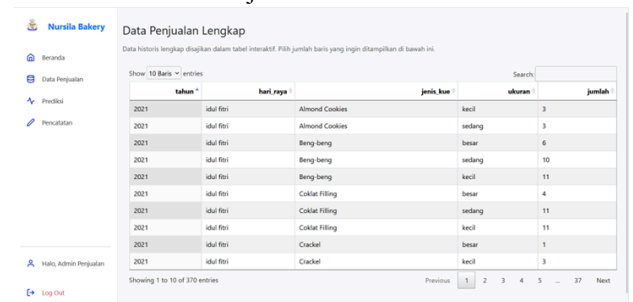 Nursila Bakery
Beranda
Data Penjualan
Prediksi
Pencatatan
Halo, Admin Penjualan
Log Out
Data Penjualan Lengkap
Data historis lengkap disajikan dalam tabel interaktif. Pilih jumlah baris yang ingin ditampilkan di bawah ini.
Show 10 Baris entries Search:
tahun hari_raya jenis_kue ukuran jumlah
2021 idul fitri Almond Cookies kecil 3
2021 idul fitri Almond Cookies sedang 3
2021 idul fitri Beng-beng besar 6
2021 idul fitri Beng-beng sedang 10
2021 idul fitri Beng-beng kecil 11
2021 idul fitri Coklat Filling besar 4
2021 idul fitri Coklat Filling sedang 11
2021 idul fitri Coklat Filling kecil 11
2021 idul fitri Crackel besar 1
2021 idul fitri Crackel kecil 3
Showing 1 to 10 of 370 entries Previous 1 2 3 4 5 ... 37 Next